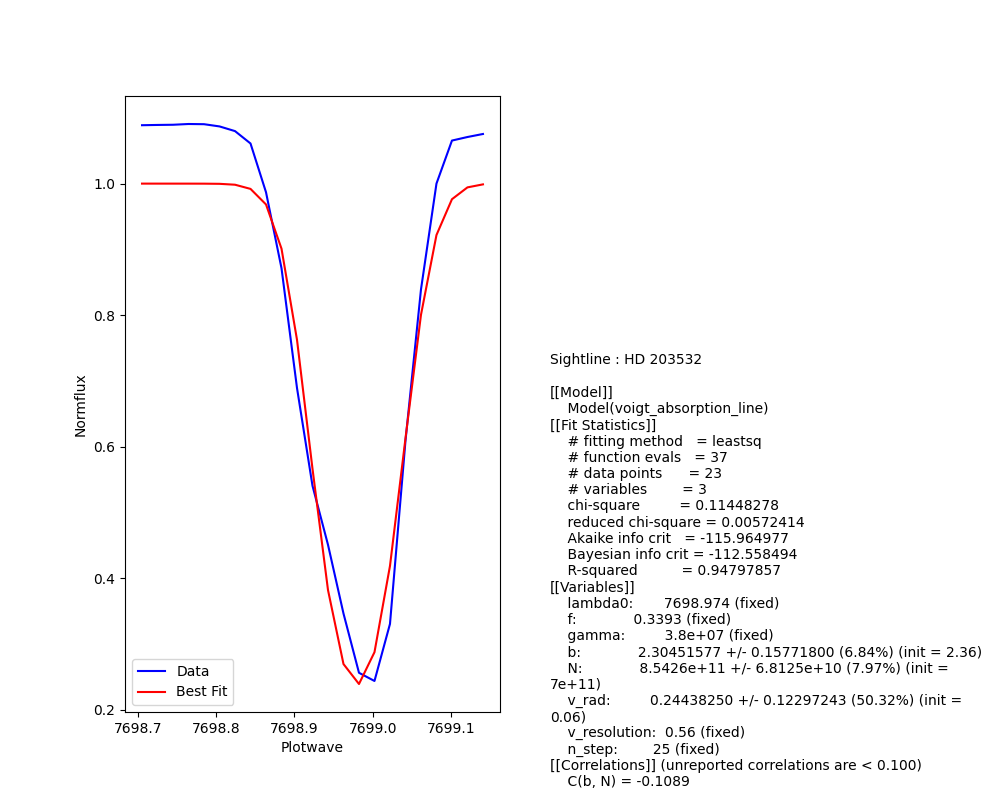 1.0
0.8
0.6
0.4
0.2
Normflux
Data
Best Fit
7698.7 7698.8 7698.9 7699.0 7699.1
Plotwave
Sightline : HD 203532
[[Model]]
Model(voigt_absorption_line)
[[Fit Statistics]]
# fitting method = leastsq
# function evals = 37
# data points = 23
# variables = 3
chi-square = 0.11448278
reduced chi-square = 0.00572414
Akaike info crit = -115.964977
Bayesian info crit = -112.558494
R-squared = 0.94797857
[[Variables]]
lambda0: 7698.974 (fixed)
f: 0.3393 (fixed)
gamma: 3.8e+07 (fixed)
b: 2.30451577 +/- 0.15771800 (6.84%) (init = 2.36)
N: 8.5426e+11 +/- 6.8125e+10 (7.97%) (init =
7e+11)
v_rad: 0.24438250 +/- 0.12297243 (50.32%) (init =
0.06)
v_resolution: 0.56 (fixed)
n_step: 25 (fixed)
[[Correlations]] (unreported correlations are < 0.100)
C(b, N) = -0.1089